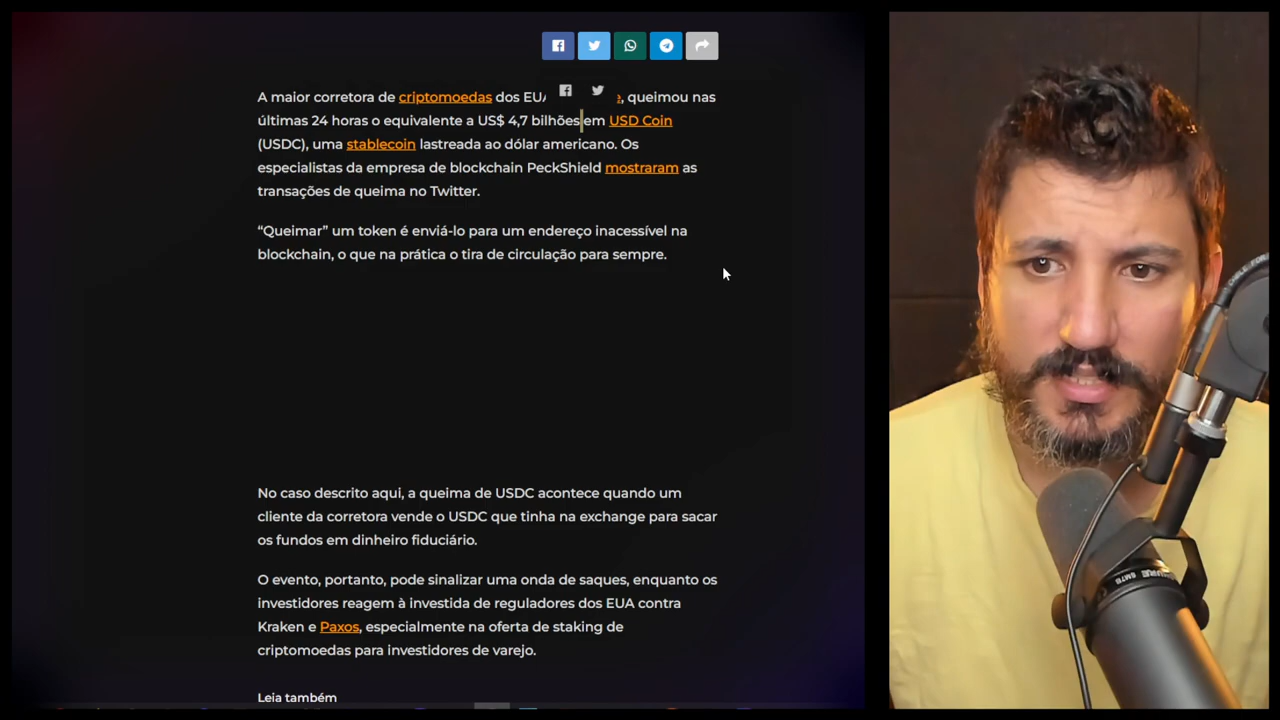 A maior corretora de criptomoedas dos EUA e, queimou nas
últimas 24 horas o equivalente a US$ 4,7 bilhões em USD Coin
(USDC), uma stablecoin lastreada ao dólar americano. Os
especialistas da empresa de blockchain PeckShield mostraram as
transações de queima no Twitter.
“Queimar” um token é enviá-lo para um endereço inacessível na
blockchain, o que na prática o tira de circulação para sempre.
No caso descrito aqui, a queima de USDC acontece quando um
cliente da corretora vende o USDC que tinha na exchange para sacar
os fundos em dinheiro fiduciário.
O evento, portanto, pode sinalizar uma onda de saques, enquanto os
investidores reagem à investida de reguladores dos EUA contra
Kraken e Paxos, especialmente na oferta de staking de
criptomoedas para investidores de varejo.
Leia também
SM7B